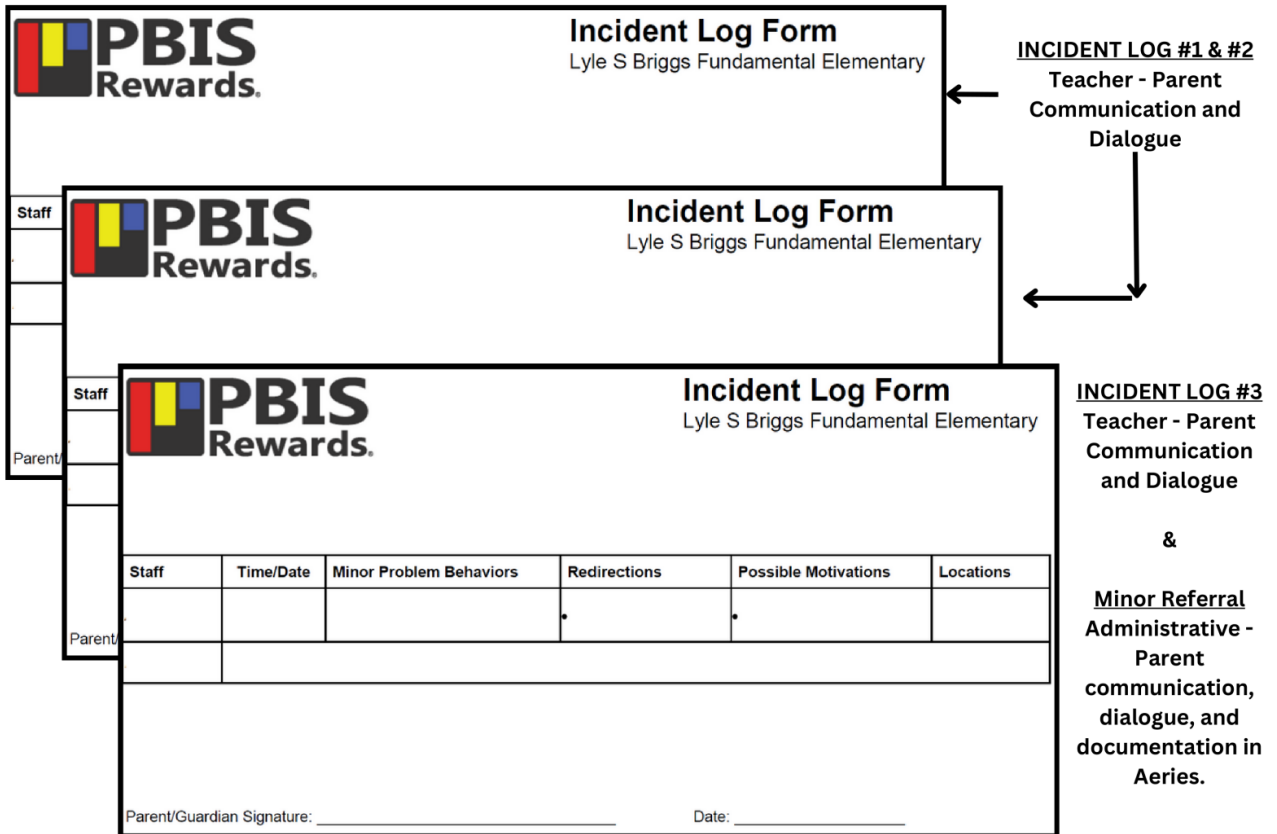 PBIS
Rewards.
Incident Log Form
Lyle S Briggs Fundamental Elementary
Staff
Parent/
INCIDENT LOG #1 & #2
Teacher - Parent
Communication and
Dialogue
PBIS
Rewards.
Incident Log Form
Lyle S Briggs Fundamental Elementary
Staff
Parent/
PBIS
Rewards.
Incident Log Form
Lyle S Briggs Fundamental Elementary
Staff Time/Date Minor Problem Behaviors Redirections Possible Motivations Locations
Parent/Guardian Signature: Date:
INCIDENT LOG #3
Teacher - Parent
Communication
and Dialogue
&
Minor Referral
Administrative -
Parent
communication,
dialogue, and
documentation in
Aeries.